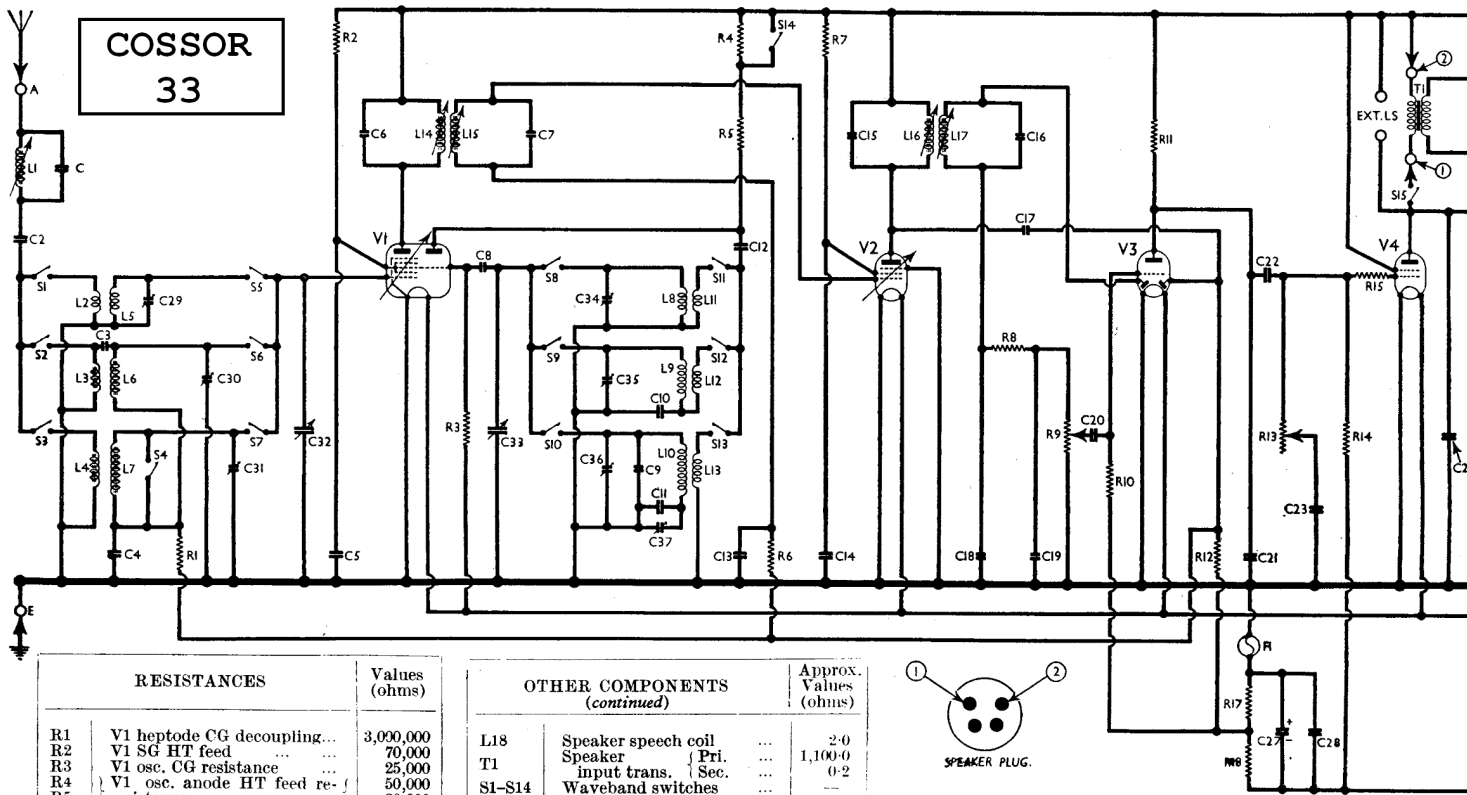 COSSOR
33
A
L1
C
C2
S1
S2
S3
L2
L5
C29
S5
C3
L3
L6
C30
S6
L4
L7
S4
C31
S7
C4
R1
C32
E
R2
C6
L14
L15
C7
V1
C8
C5
R3
C33
S8
C34
L8
L11
S11
S9
C35
L9
L12
S12
C10
S10
C36
C9
L10
L13
S13
C11
C37
R4
S14
R5
C12
C13
R6
R7
C15
L16
L17
C16
V2
C17
C14
C18
R8
C19
R9
C20
R10
R11
V3
R12
C21
C22
R13
C23
R14
R15
V4
EXT.LS
T1
2
1
S15
F1
R17
C27
+
-
C28
RESISTANCES
Values
(ohms)
R1 V1 heptode CG decoupling... 3,000,000
R2 V1 SG HT feed ... ... 70,000
R3 V1 osc. CG resistance ... 25,000
R4 V1 osc. anode HT feed re- 50,000
OTHER COMPONENTS
(continued)
Approx.
Values
(ohms)
L18 Speaker speech coil ... 2·0
T1 Speaker Pri. ... 1,100·0
input trans. Sec. ... 0·2
S1–S14 Waveband switches ... —
1
2
SPEAKER PLUG.